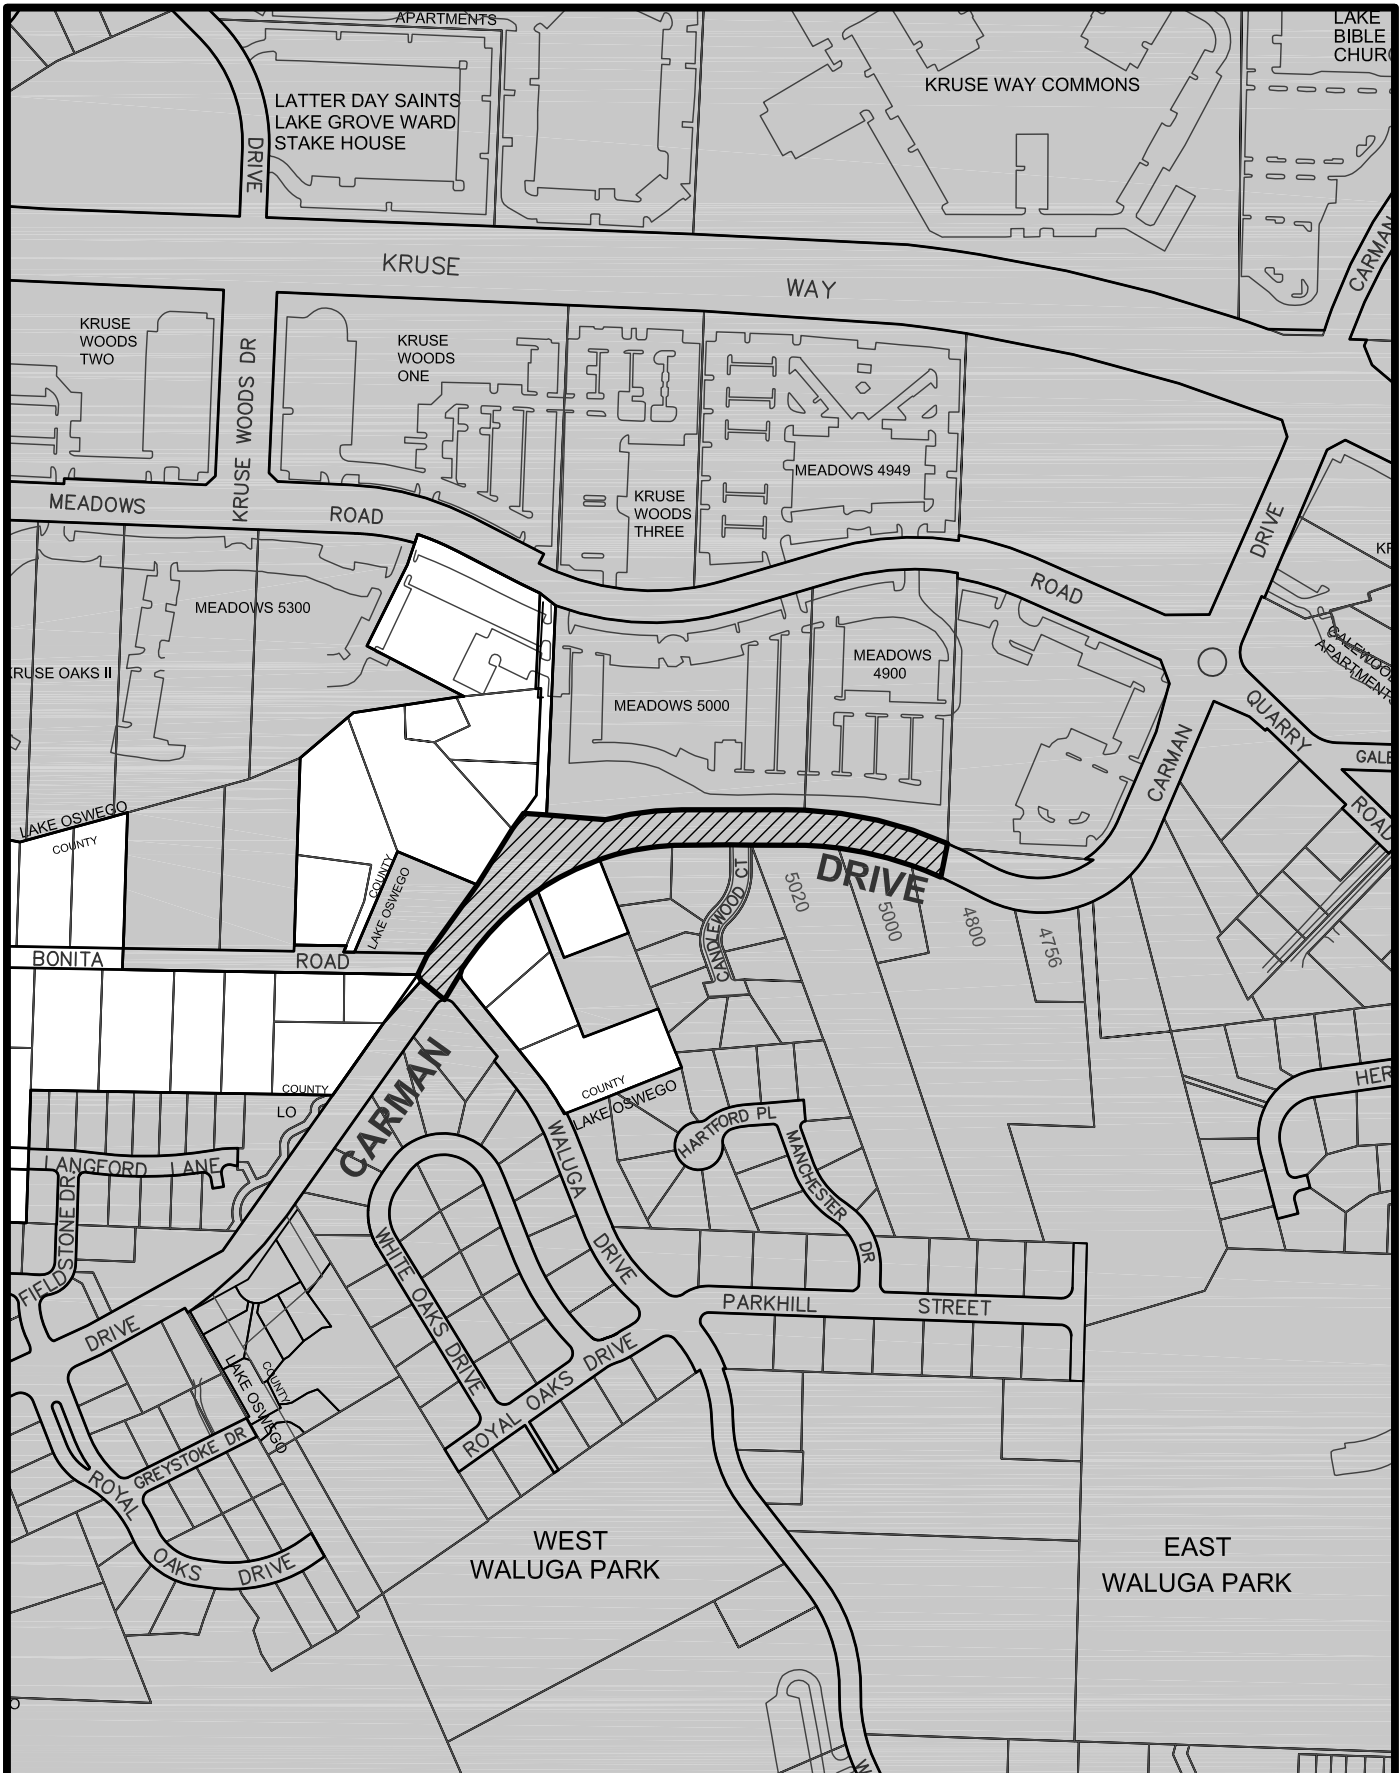 APARTMENTS
LAKE
BIBLE
LATTER DAY SAINTS
LAKE GROVE WARD
STAKE HOUSE
DRIVE
KRUSE WAY COMMONS
CARMAN
KRUSE
WAY
KRUSE
WOODS
TWO
KRUSE WOODS DR
KRUSE
WOODS
ONE
MEADOWS 4949
KRUSE
WOODS
THREE
MEADOWS
ROAD
DRIVE
ROAD
MEADOWS 5300
KRUSE OAKS II
MEADOWS 5000
MEADOWS
4900
GALEWOOD
APARTMENTS
QUARRY
ROAD
CARMAN
LAKE OSWEGO
COUNTY
COUNTY
LAKE OSWEGO
BONITA
ROAD
DRIVE
CANDLEWOOD CT
5020
5000
4800
4756
COUNTY
LO
CARMAN
COUNTY
LAKE OSWEGO
WALUGA
DRIVE
HARTFORD PL
MANCHESTER
DR
LANGFORD LANE
FIELDSTONE DR.
DRIVE
WHITE OAKS DRIVE
ROYAL OAKS DRIVE
PARKHILL
STREET
LAKE OSWEGO
COUNTY
GREYSTOKE DR
ROYAL
OAKS
DRIVE
WEST
WALUGA PARK
EAST
WALUGA PARK